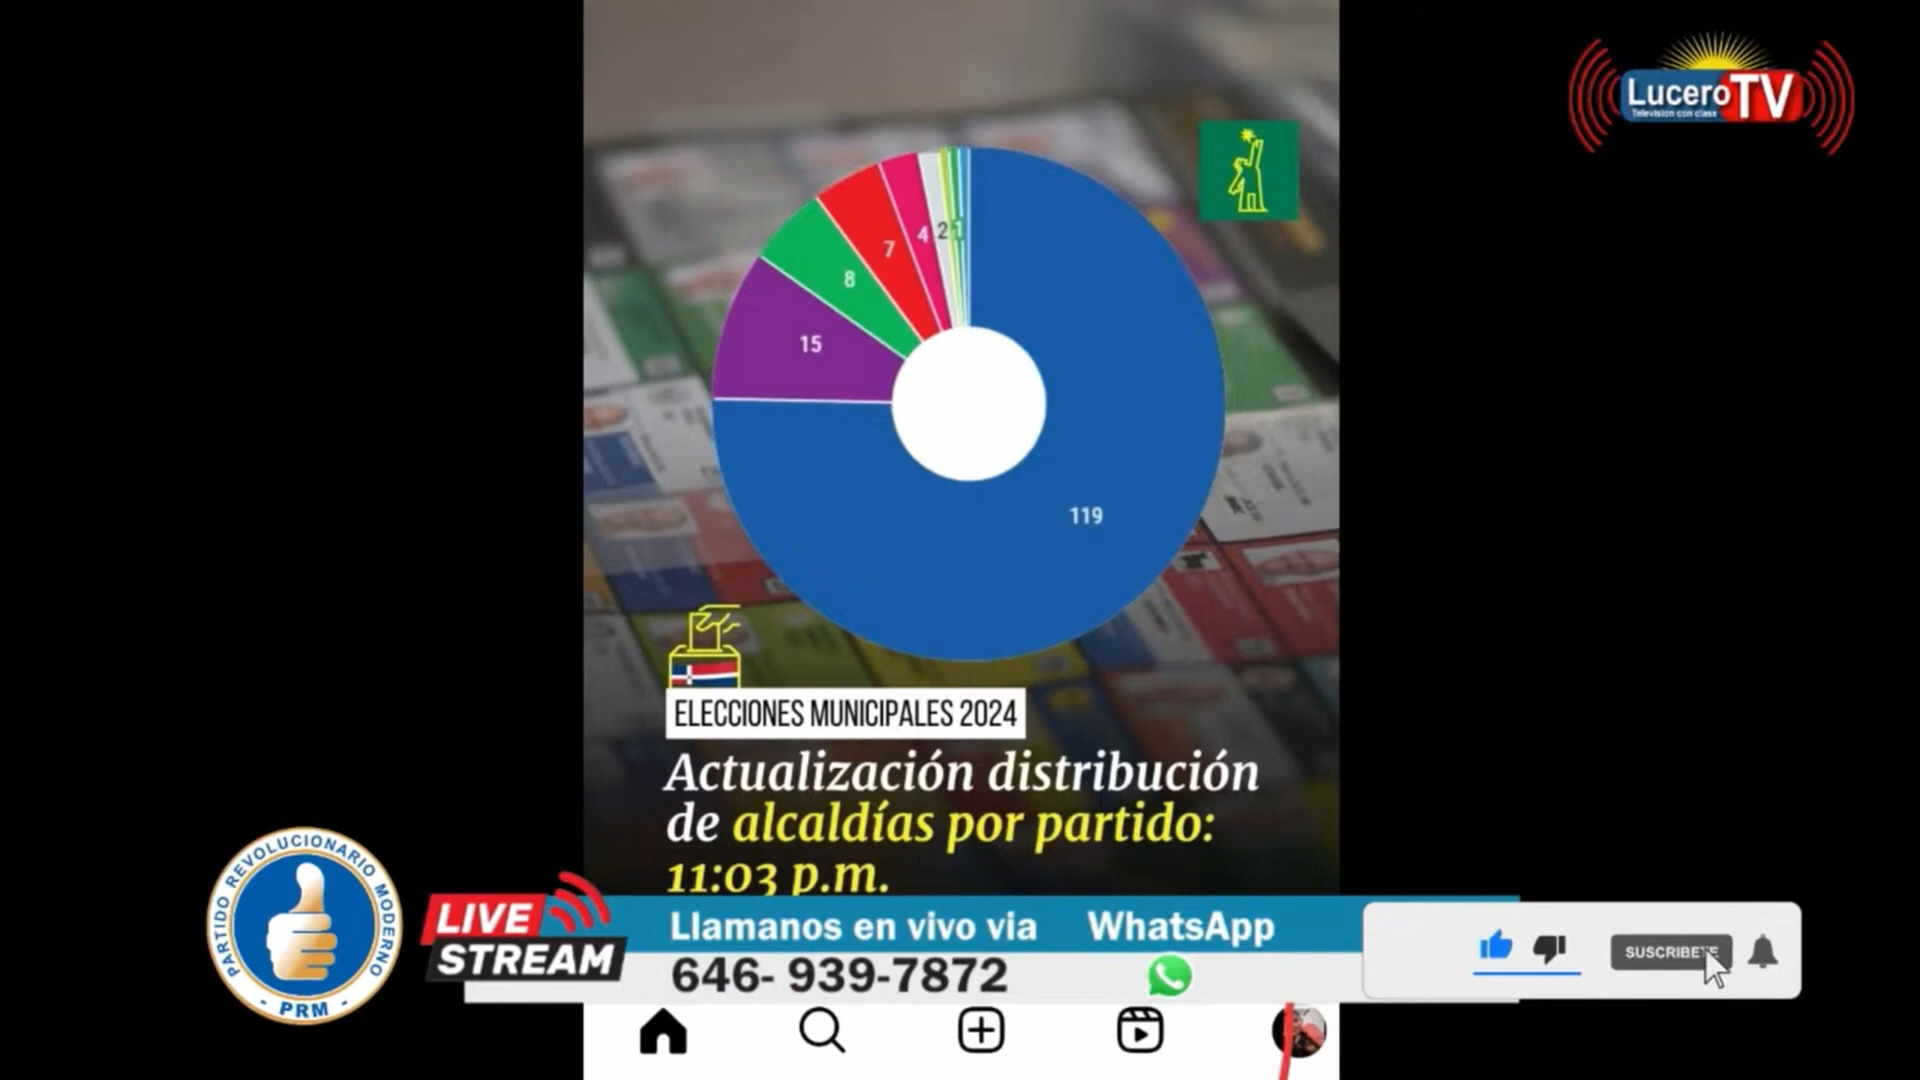 LuceroTV
Television con clase
119
15
8
7
4
2
1
ELECCIONES MUNICIPALES 2024
Actualización distribución
de alcaldías por partido:
11:03 p.m.
PARTIDO REVOLUCIONARIO MODERNO
- PRM -
LIVE
STREAM
Llamanos en vivo via WhatsApp
646- 939-7872
SUSCRIBETE